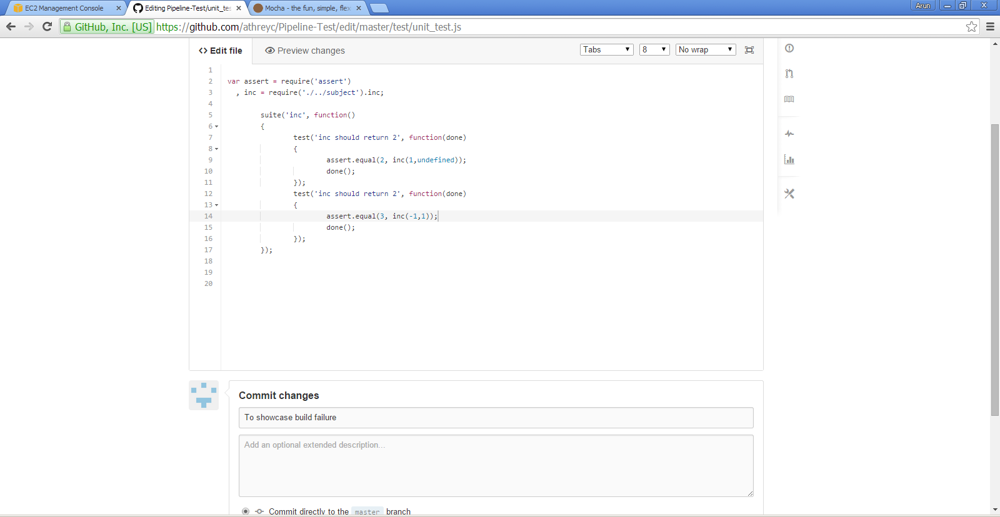 EC2 Management Console
Editing Pipeline-Test/unit_tes
Mocha - the fun, simple, flex
Arun
GitHub, Inc. [US] https://github.com/athreyc/Pipeline-Test/edit/master/test/unit_test.js
<> Edit file
Preview changes
Tabs
8
No wrap
1
2 var assert = require('assert')
3 , inc = require('./../subject').inc;
4
5 suite('inc', function()
6 {
7 test('inc should return 2', function(done)
8 {
9 assert.equal(2, inc(1,undefined));
10 done();
11 });
12 test('inc should return 2', function(done)
13 {
14 assert.equal(3, inc(-1,1));
15 done();
16 });
17 });
18
19
20
Commit changes
To showcase build failure
Add an optional extended description...
Commit directly to the master branch